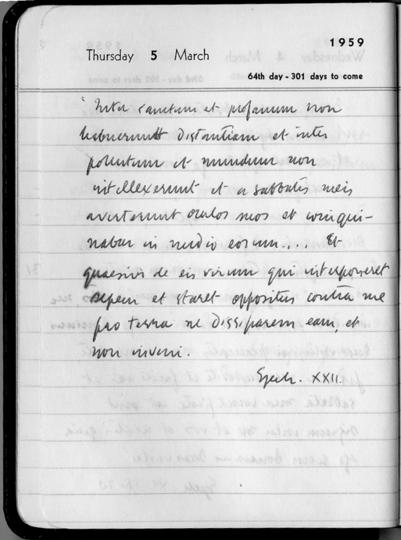 1959
Thursday 5 March
64th day - 301 days to come
"Inter sanctum et profanum non
habuerunt distantiam et inter
pollutum et mundum non
intellexerunt et a sabbatis meis
averterunt oculos suos et coinqui-
nabar in medio eorum.... Et
quaesivi de eis virum qui interponeret
sepem et staret oppositus contra me
pro terra ne dissiparem eam, et
non inveni.
Ezech. XXII.